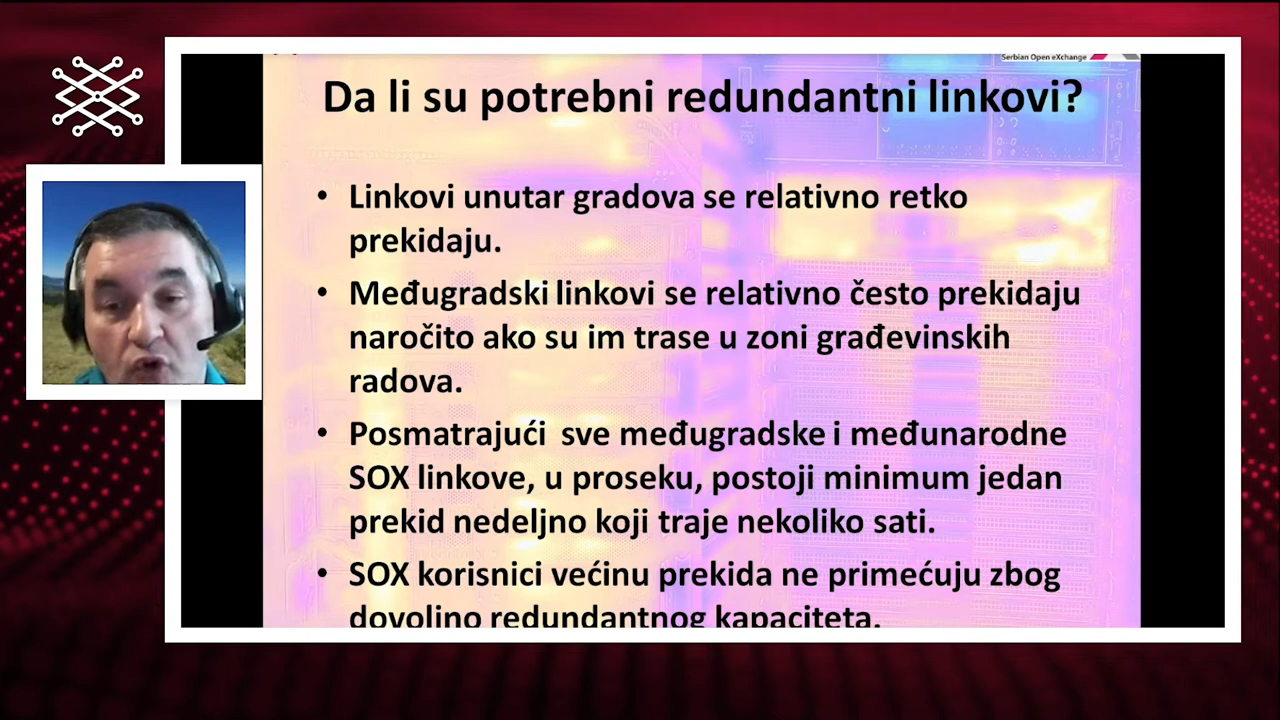 Serbian Open eXchange
Da li su potrebni redundantni linkovi?
• Linkovi unutar gradova se relativno retko
prekidaju.
• Međugradski linkovi se relativno često prekidaju
naročito ako su im trase u zoni građevinskih
radova.
• Posmatrajući sve međugradske i međunarodne
SOX linkove, u proseku, postoji minimum jedan
prekid nedeljno koji traje nekoliko sati.
• SOX korisnici većinu prekida ne primećuju zbog
dovoljno redundantnog kapaciteta.